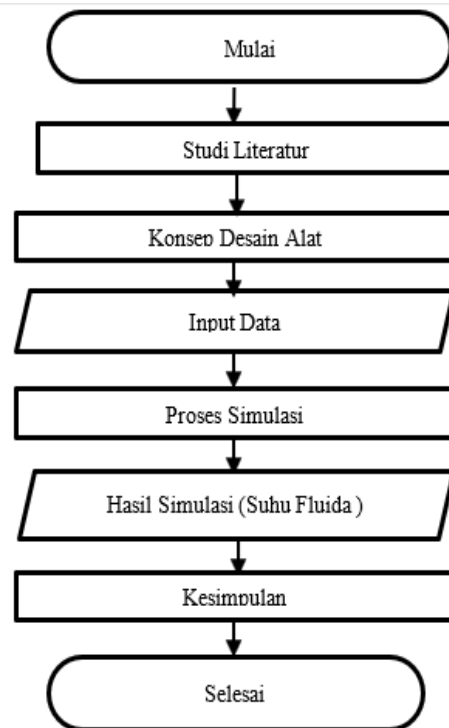 Mulai
Studi Literatur
Konsep Desain Alat
Input Data
Proses Simulasi
Hasil Simulasi (Suhu Fluida )
Kesimpulan
Selesai